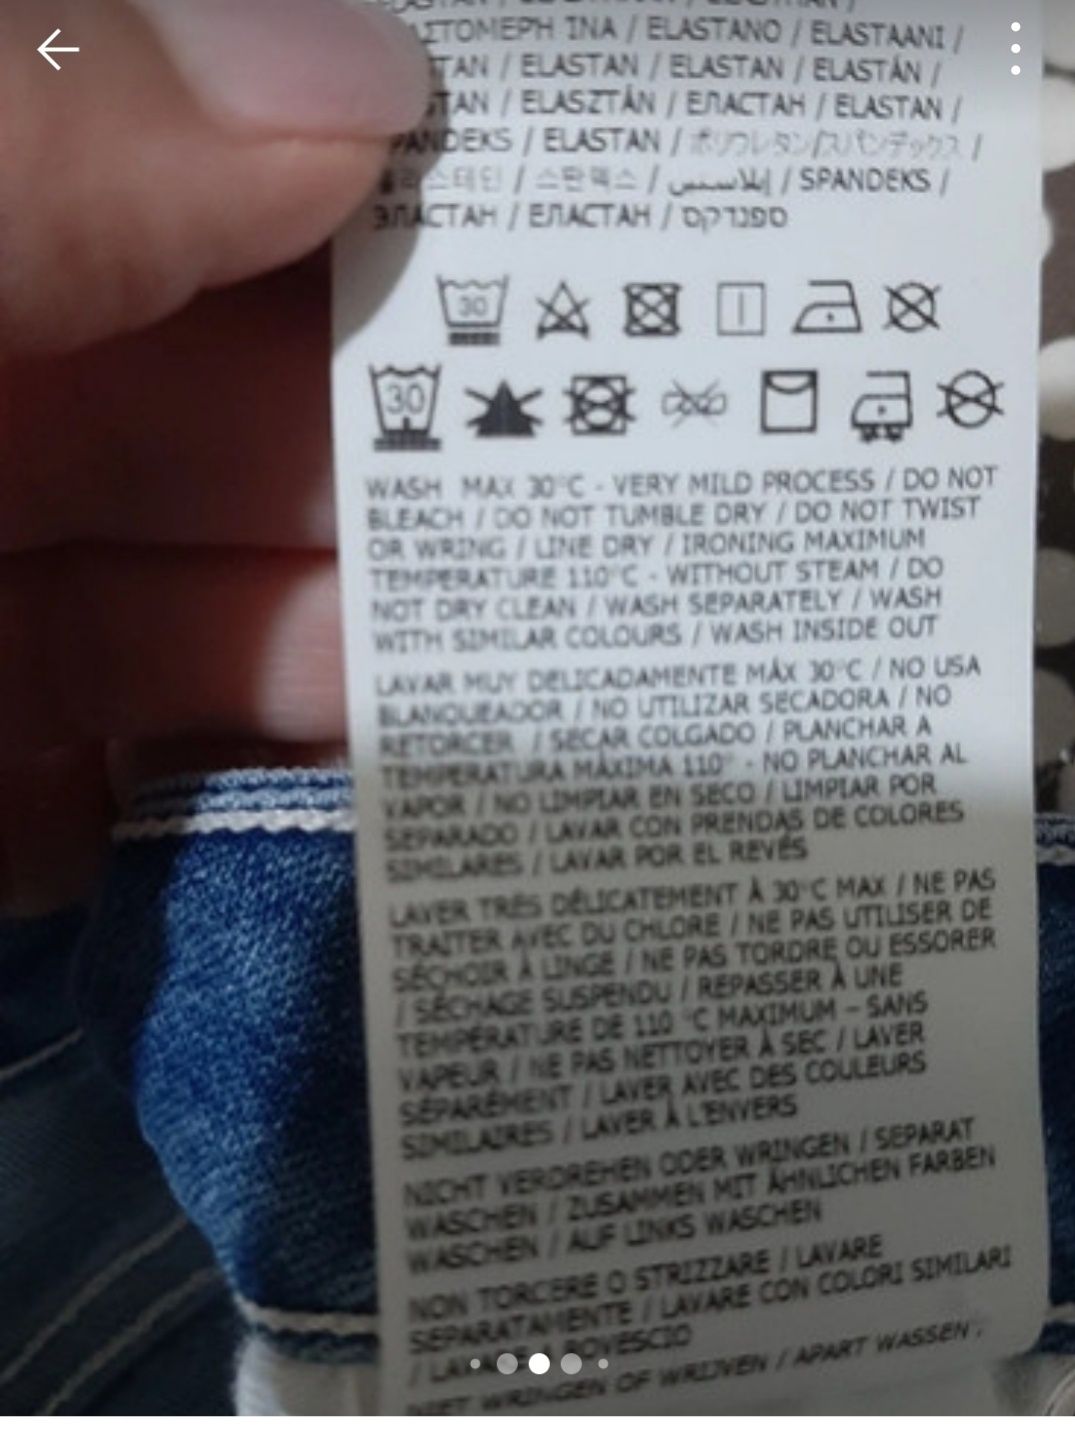 ELASTAN / ELASTANO / ELASTAANI /
/ ELASTAN / ELASTAN / ELASTÁN /
/ ELASZTÁN / ЕЛАСТАН / ELASTAN /
SPANDEKS / ELASTAN / ポリウレタン/スパンデックス /
/ 스판덱스 / إيلاستين / SPANDEKS /
ЭЛАСТАН / ЕЛАСТАН / ספנדקס
30
30
WASH MAX 30°C - VERY MILD PROCESS / DO NOT
BLEACH / DO NOT TUMBLE DRY / DO NOT TWIST
OR WRING / LINE DRY / IRONING MAXIMUM
TEMPERATURE 110°C - WITHOUT STEAM / DO
NOT DRY CLEAN / WASH SEPARATELY / WASH
WITH SIMILAR COLOURS / WASH INSIDE OUT
LAVAR MUY DELICADAMENTE MÁX 30°C / NO USA
BLANQUEADOR / NO UTILIZAR SECADORA / NO
RETORCER / SECAR COLGADO / PLANCHAR A
TEMPERATURA MÁXIMA 110° - NO PLANCHAR AL
VAPOR / NO LIMPIAR EN SECO / LIMPIAR POR
SEPARADO / LAVAR CON PRENDAS DE COLORES
SIMILARES / LAVAR POR EL REVÉS
LAVER TRÈS DÉLICATEMENT À 30°C MAX / NE PAS
TRAITER AVEC DU CHLORE / NE PAS UTILISER DE
SÉCHOIR À LINGE / NE PAS TORDRE OU ESSORER
/ SÉCHAGE SUSPENDU / REPASSER À UNE
TEMPÉRATURE DE 110 °C MAXIMUM – SANS
VAPEUR / NE PAS NETTOYER À SEC / LAVER
SÉPARÉMENT / LAVER AVEC DES COULEURS
SIMILAIRES / LAVER À L'ENVERS
NICHT VERDREHEN ODER WRINGEN / SEPARAT
WASCHEN / ZUSAMMEN MIT ÄHNLICHEN FARBEN
WASCHEN / AUF LINKS WASCHEN
NON TORCERE O STRIZZARE / LAVARE
SEPARATAMENTE / LAVARE CON COLORI SIMILARI
/ LAVARE A ROVESCIO
NIET WRINGEN OF WRIJVEN / APART WASSEN /